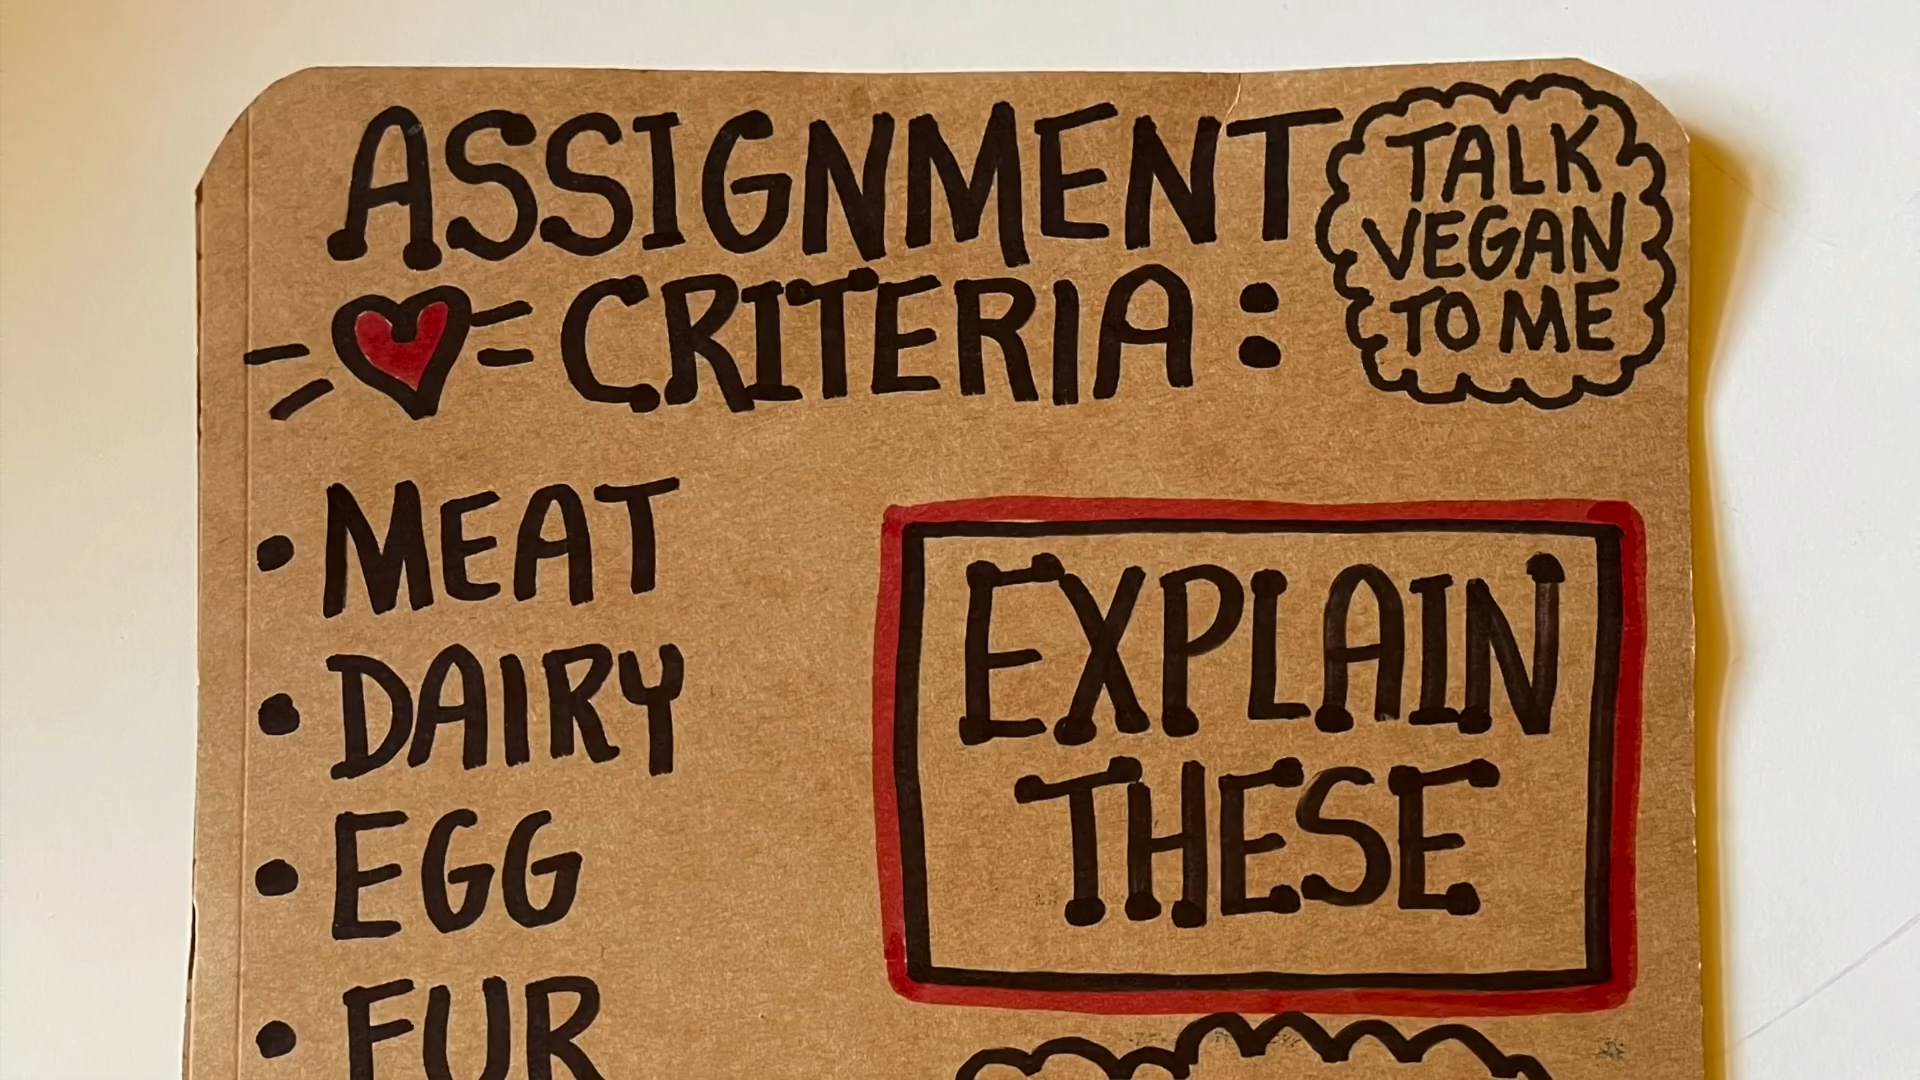 ASSIGNMENT
CRITERIA :
TALK
VEGAN
TO ME
• MEAT
• DAIRY
• EGG
• FUR
EXPLAIN
THESE